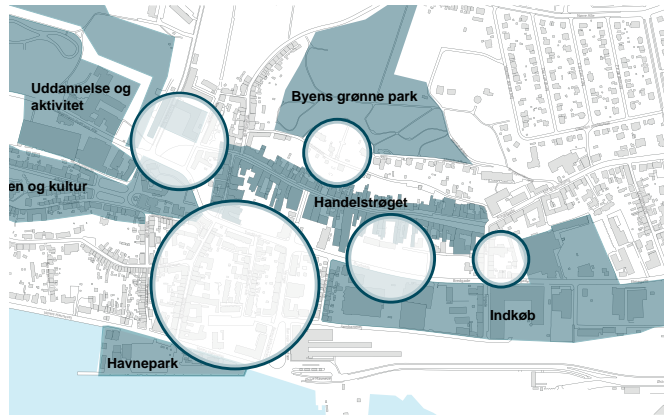 Uddannelse og
aktivitet
Byens grønne park
en og kultur
Handelstrøget
Indkøb
Havnepark